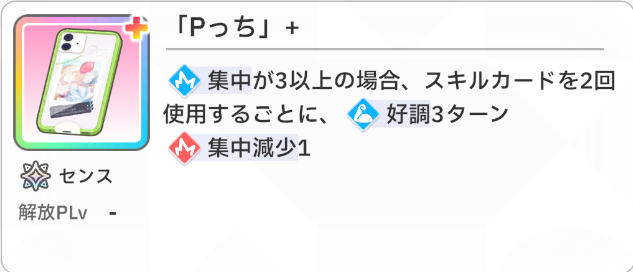 「Pっち」+
集中が3以上の場合、スキルカードを2回
使用するごとに、 好調3ターン
集中減少1
センス
解放PLv -